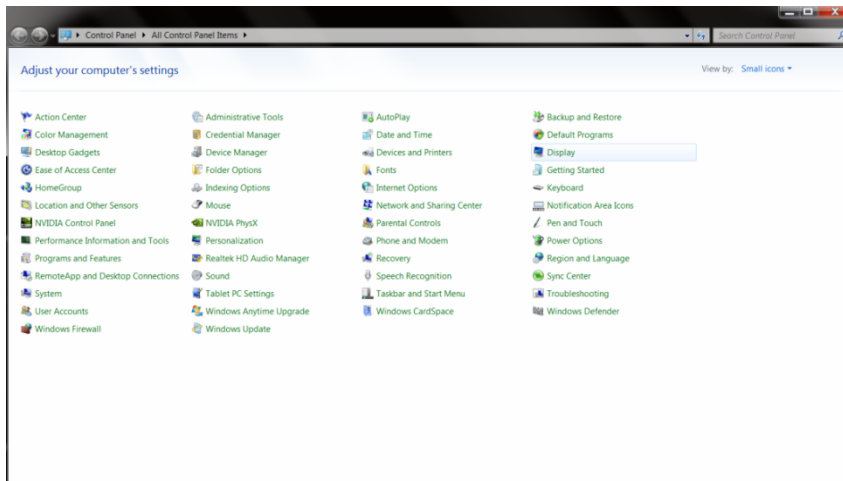 Control Panel All Control Panel Items
Search Control Panel
Adjust your computer's settings
View by: Small icons
Action Center
Administrative Tools
AutoPlay
Backup and Restore
Color Management
Credential Manager
Date and Time
Default Programs
Desktop Gadgets
Device Manager
Devices and Printers
Display
Ease of Access Center
Folder Options
Fonts
Getting Started
HomeGroup
Indexing Options
Internet Options
Keyboard
Location and Other Sensors
Mouse
Network and Sharing Center
Notification Area Icons
NVIDIA Control Panel
NVIDIA PhysX
Parental Controls
Pen and Touch
Performance Information and Tools
Personalization
Phone and Modem
Power Options
Programs and Features
Realtek HD Audio Manager
Recovery
Region and Language
RemoteApp and Desktop Connections
Sound
Speech Recognition
Sync Center
System
Tablet PC Settings
Taskbar and Start Menu
Troubleshooting
User Accounts
Windows Anytime Upgrade
Windows CardSpace
Windows Defender
Windows Firewall
Windows Update